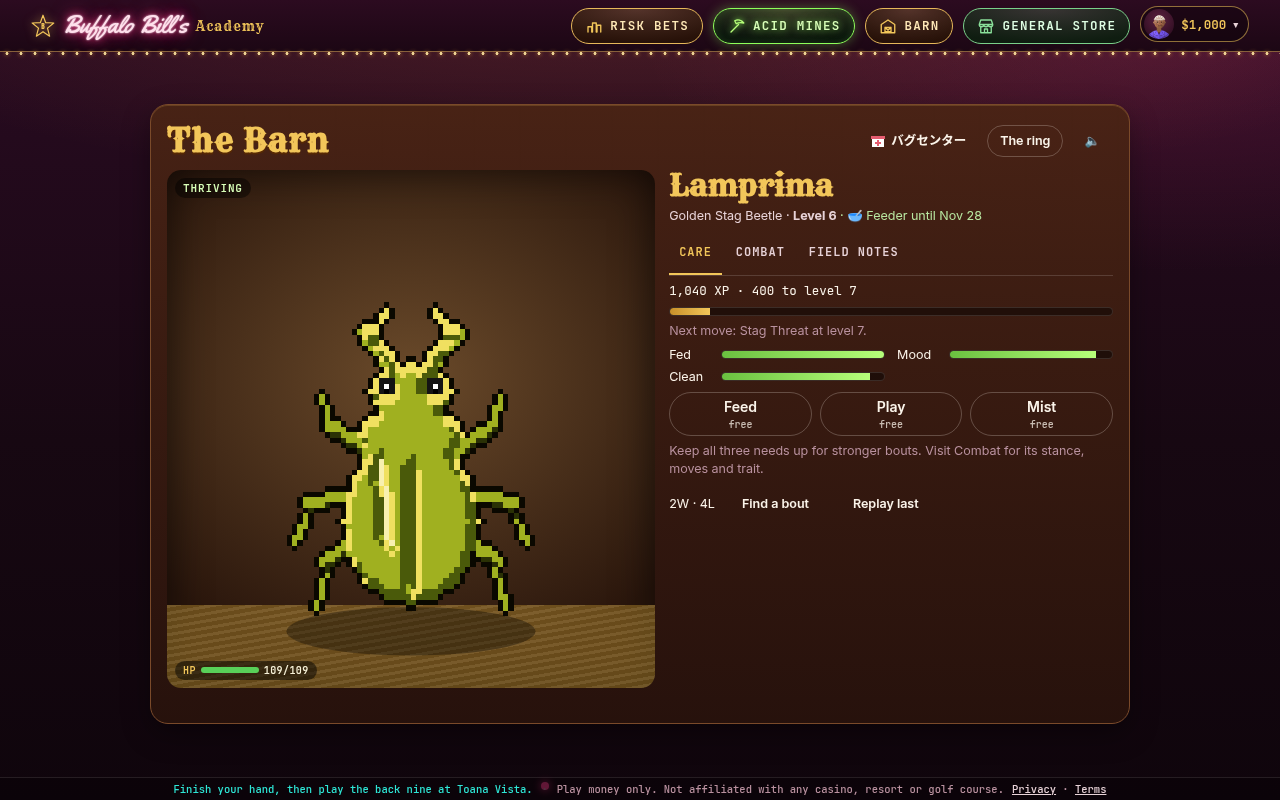 Buffalo Bill's Academy
RISK BETS
ACID MINES
BARN
GENERAL STORE
$1,000 ▾
The Barn
バグセンター
The ring
THRIVING
Lamprima
Golden Stag Beetle · Level 6 · 🥣 Feeder until Nov 28
CARE
COMBAT
FIELD NOTES
1,040 XP · 400 to level 7
Next move: Stag Threat at level 7.
Fed
Mood
Clean
Feed
free
Play
free
Mist
free
Keep all three needs up for stronger bouts. Visit Combat for its stance,
moves and trait.
2W · 4L
Find a bout
Replay last
HP 109/109
Finish your hand, then play the back nine at Toana Vista.
Play money only. Not affiliated with any casino, resort or golf course. Privacy · Terms